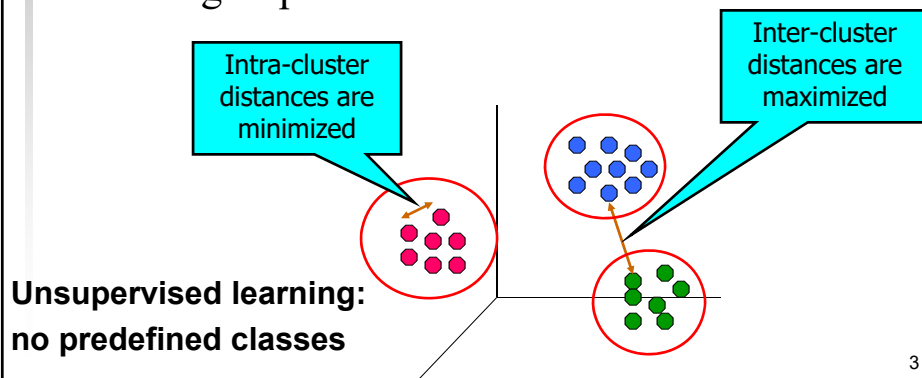 Intra-cluster
distances are
minimized
Inter-cluster
distances are
maximized
Unsupervised learning:
no predefined classes
3